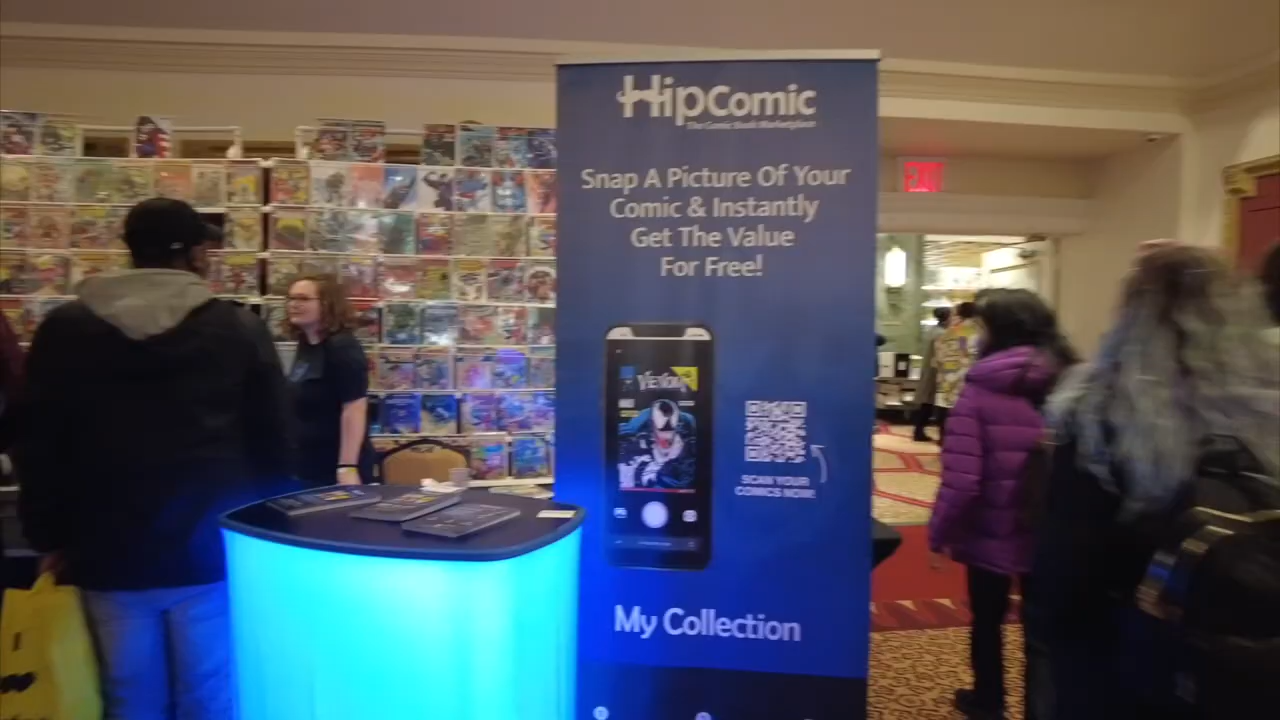 HipComic
The Comic Book Marketplace
Snap A Picture Of Your
Comic & Instantly
Get The Value
For Free!
EXIT
VENOM
SCAN YOUR
COMICS NOW!
My Collection
I